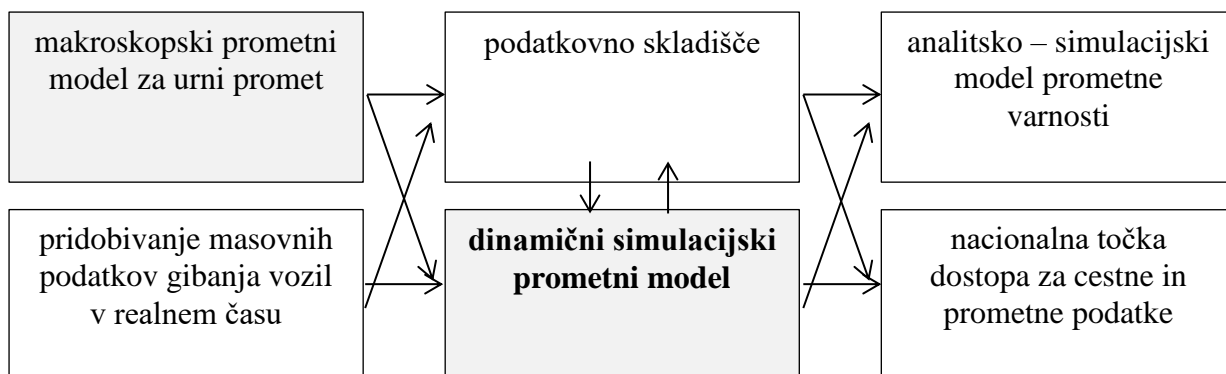 makroskopski prometni
model za urni promet
podatkovno skladišče
analitsko – simulacijski
model prometne
varnosti
pridobivanje masovnih
podatkov gibanja vozil
v realnem času
dinamični simulacijski
prometni model
nacionalna točka
dostopa za cestne in
prometne podatke